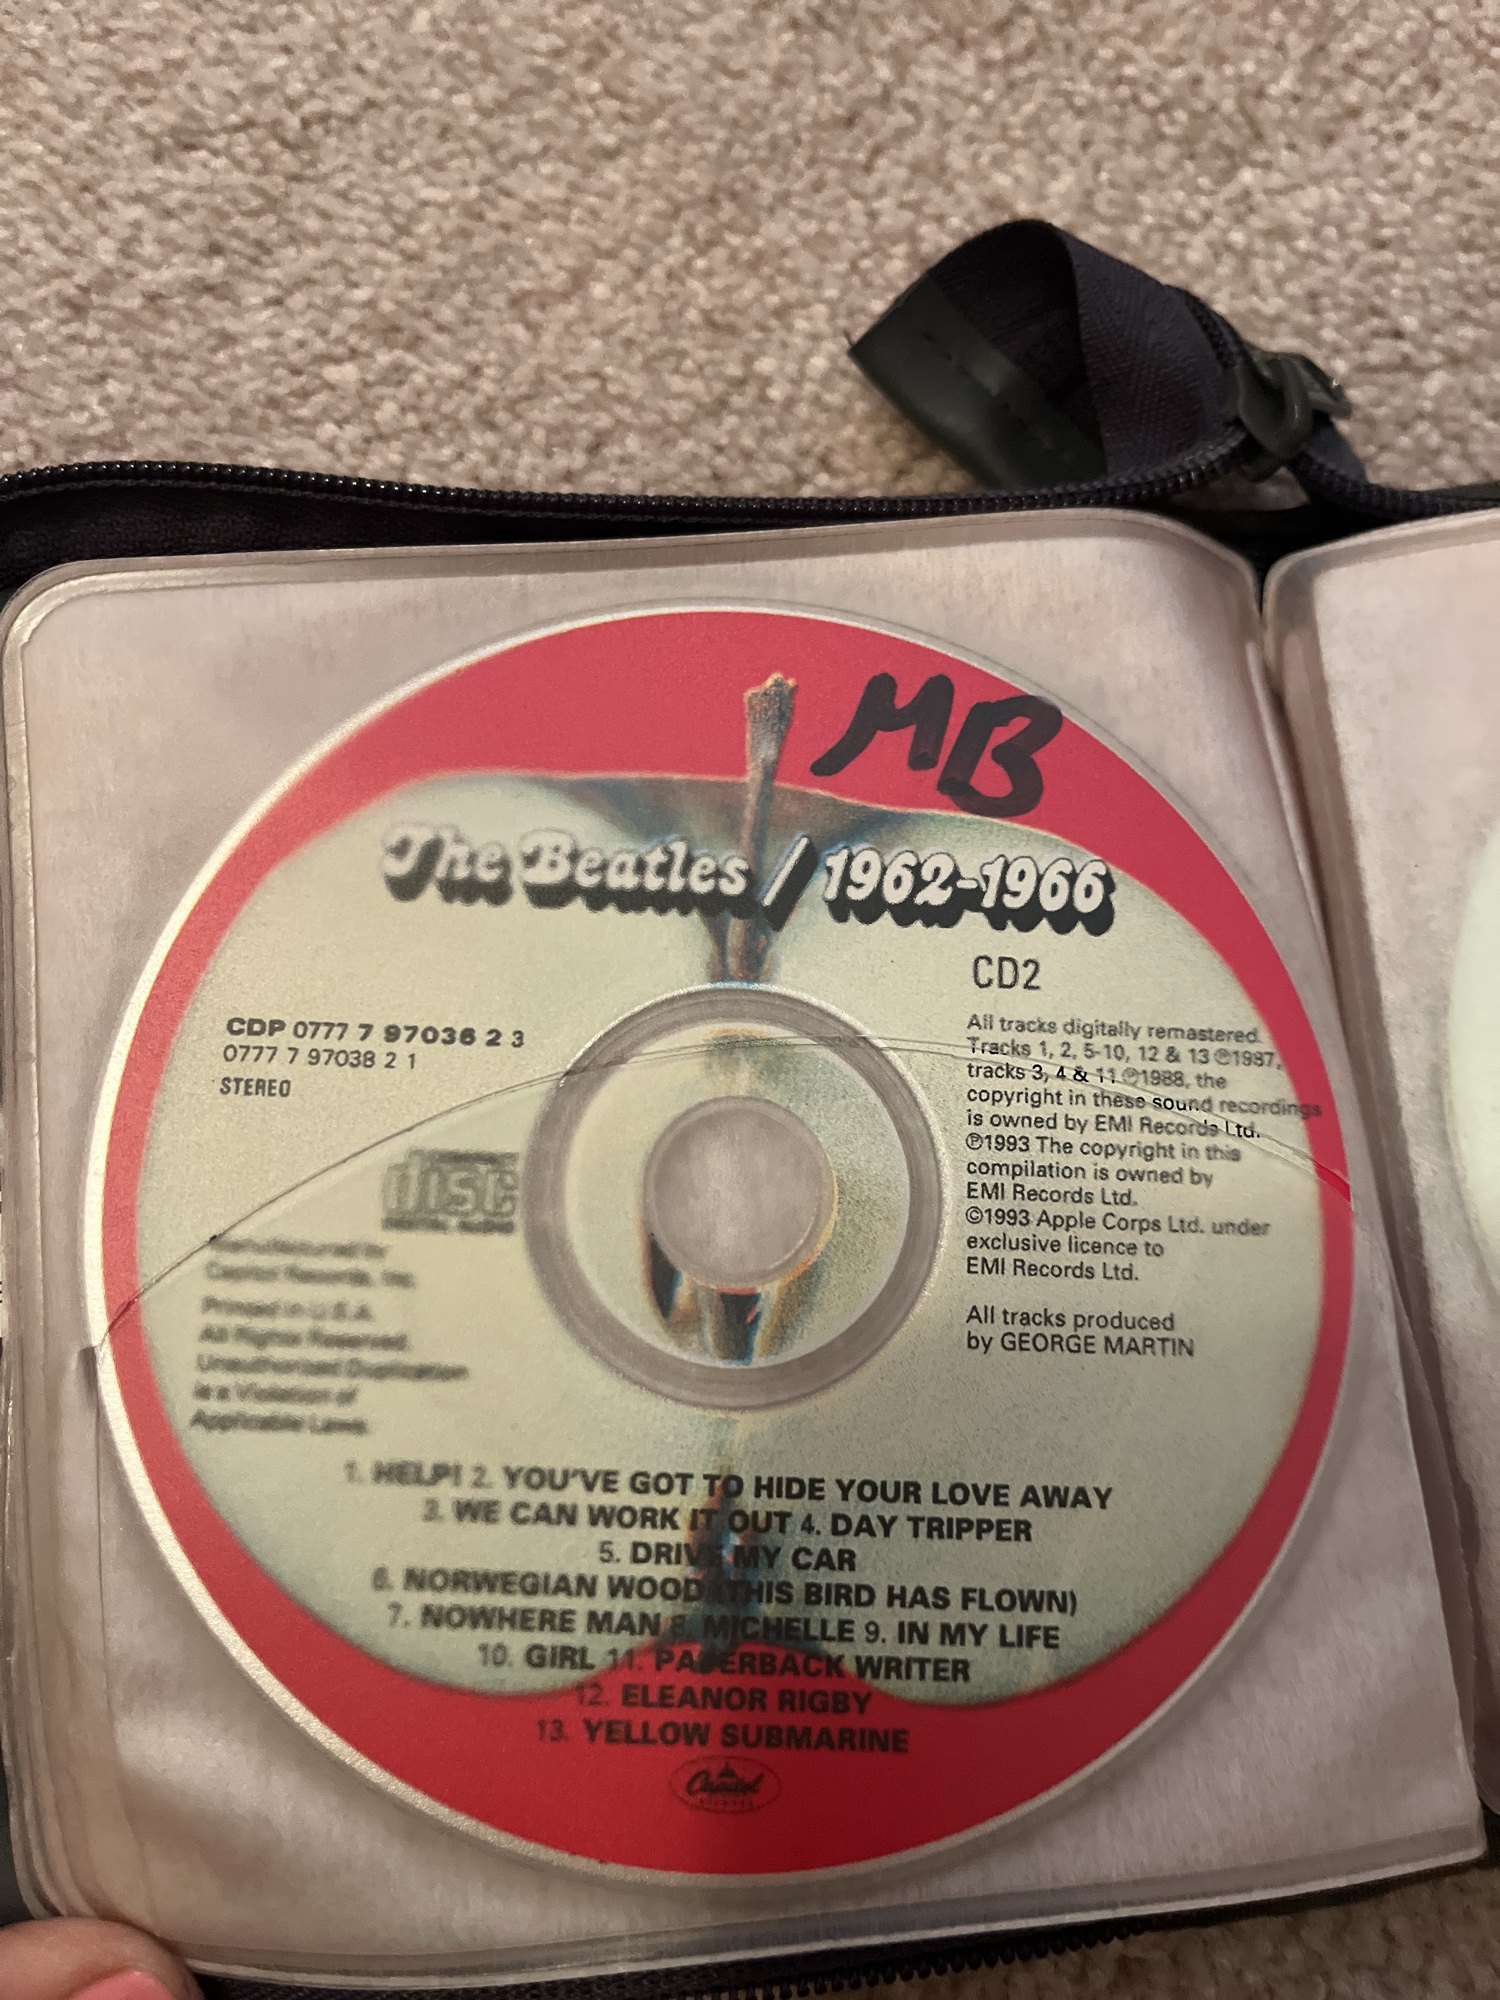 MB
The Beatles / 1962-1966
CD2
CDP 0777 7 97036 2 3
0777 7 97038 2 1
STEREO
COMPACT
disc
DIGITAL AUDIO
Manufactured by
Capitol Records, Inc.
Printed in U.S.A.
All Rights Reserved.
Unauthorized Duplication
is a Violation of
Applicable Laws.
All tracks digitally remastered.
Tracks 1, 2, 5-10, 12 & 13 ℗1987,
tracks 3, 4 & 11 ℗1988, the
copyright in these sound recordings
is owned by EMI Records Ltd.
℗1993 The copyright in this
compilation is owned by
EMI Records Ltd.
©1993 Apple Corps Ltd. under
exclusive licence to
EMI Records Ltd.
All tracks produced
by GEORGE MARTIN
1. HELP! 2. YOU'VE GOT TO HIDE YOUR LOVE AWAY
3. WE CAN WORK IT OUT 4. DAY TRIPPER
5. DRIVE MY CAR
6. NORWEGIAN WOOD (THIS BIRD HAS FLOWN)
7. NOWHERE MAN 8. MICHELLE 9. IN MY LIFE
10. GIRL 11. PAPERBACK WRITER
12. ELEANOR RIGBY
13. YELLOW SUBMARINE
Capitol